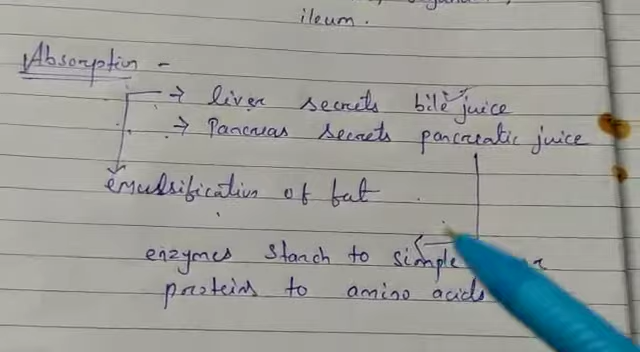 ileum.
Absorption -
→ liver secrets bile juice
→ Pancreas secrets pancreatic juice
emulsification of fat
enzymes starch to simple
proteins to amino acids